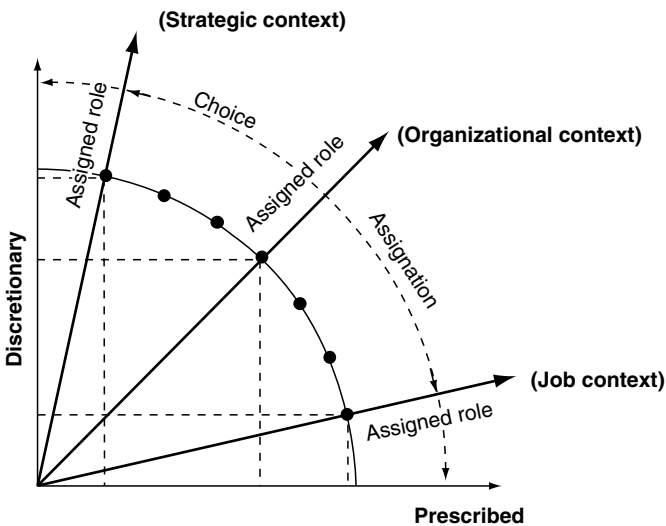 (Strategic context)
Assigned role
Choice
Assigned role
(Organizational context)
Assignation
Discretionary
(Job context)
Assigned role
Prescribed